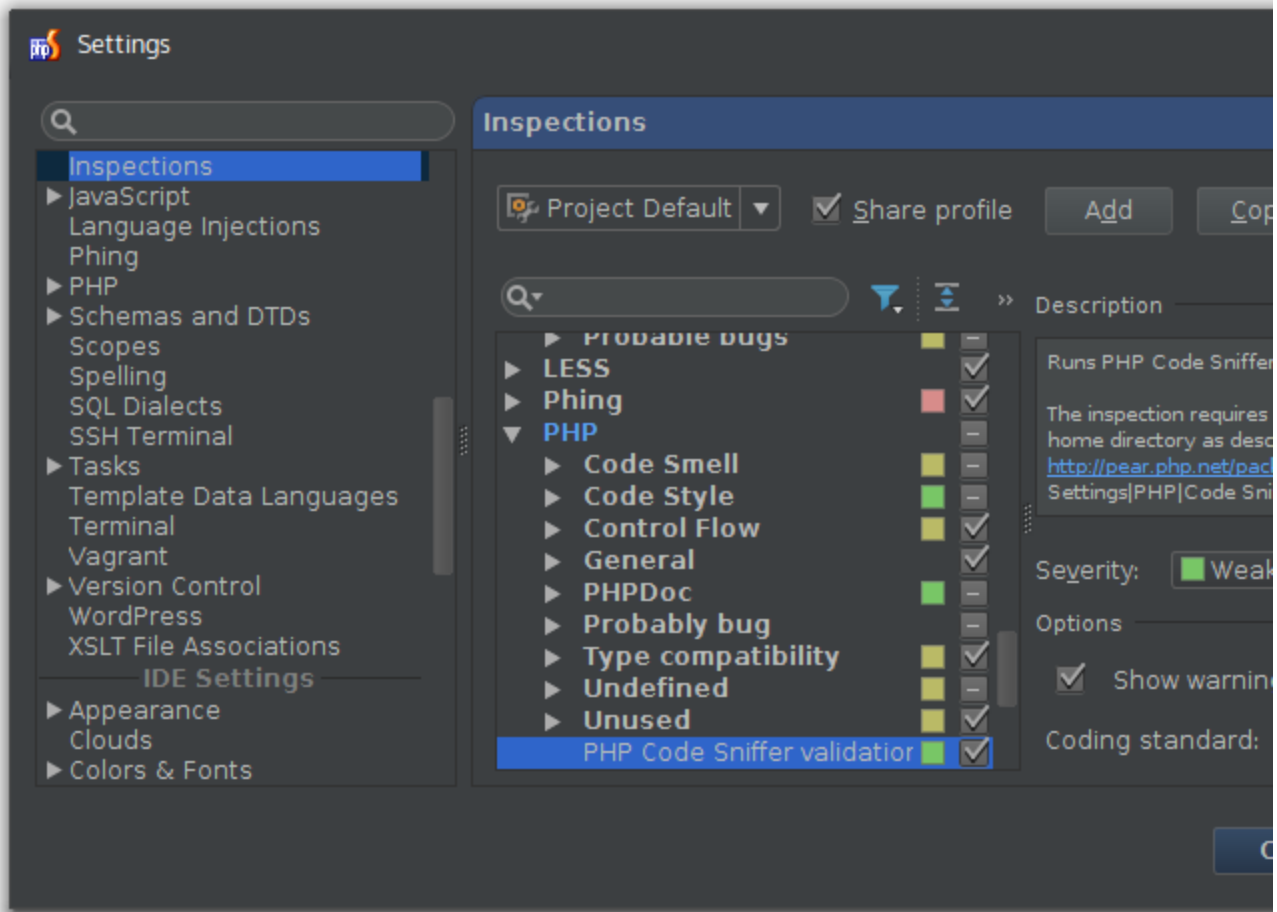 php
Settings
Inspections
JavaScript
Language Injections
Phing
PHP
Schemas and DTDs
Scopes
Spelling
SQL Dialects
SSH Terminal
Tasks
Template Data Languages
Terminal
Vagrant
Version Control
WordPress
XSLT File Associations
IDE Settings
Appearance
Clouds
Colors & Fonts
Inspections
Project Default
Share profile
Add
Cop
Probable bugs
LESS
Phing
PHP
Code Smell
Code Style
Control Flow
General
PHPDoc
Probably bug
Type compatibility
Undefined
Unused
PHP Code Sniffer validation
Description
Runs PHP Code Sniffer
The inspection requires
home directory as desc
http://pear.php.net/pack
Settings|PHP|Code Sni
Severity:
Weak
Options
Show warning
Coding standard: